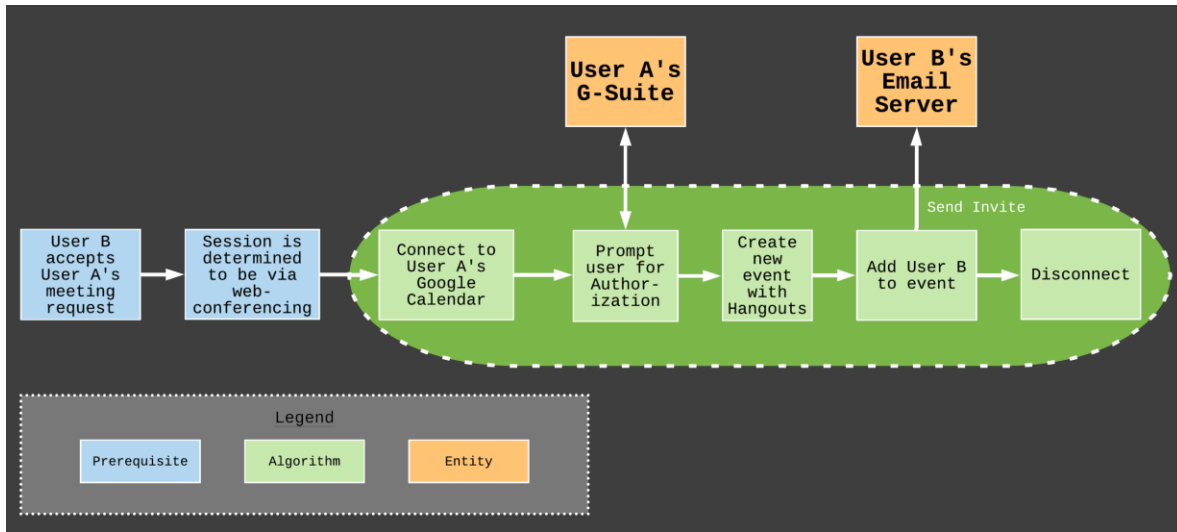 User A's
G-Suite
User B's
Email
Server
Send Invite
User B
accepts
User A's
meeting
request
Session is
determined
to be via
web-
conferencing
Connect to
User A's
Google
Calendar
Prompt
user for
Author-
ization
Create
new
event
with
Hangouts
Add User B
to event
Disconnect
Legend
Prerequisite
Algorithm
Entity